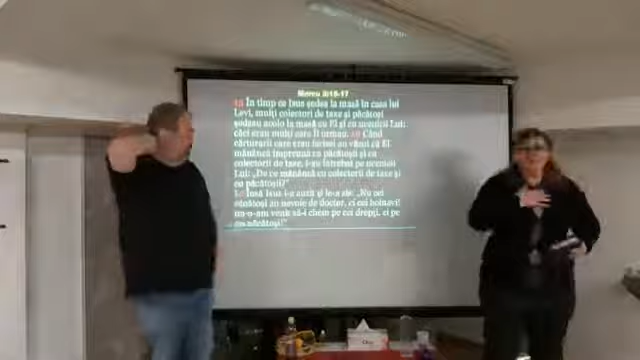 Marcu 2:15-17
15 În timp ce Isus ședea la masă în casa lui
Levi, mulți colectori de taxe și păcătoși
ședeau acolo la masă cu El și cu ucenicii Lui;
căci erau mulți care Îl urmau. 16 Când
cărturarii care erau farisei au văzut că El
mănâncă împreună cu păcătoșii și cu
colectorii de taxe, i-au întrebat pe ucenicii
Lui: „De ce mănâncă cu colectorii de taxe și
cu păcătoșii?”
17 Însă Isus i-a auzit și le-a zis: „Nu cei
sănătoși au nevoie de doctor, ci cei bolnavi!
n-am venit să-i chem pe cei drepți, ci pe
cei păcătoși!”